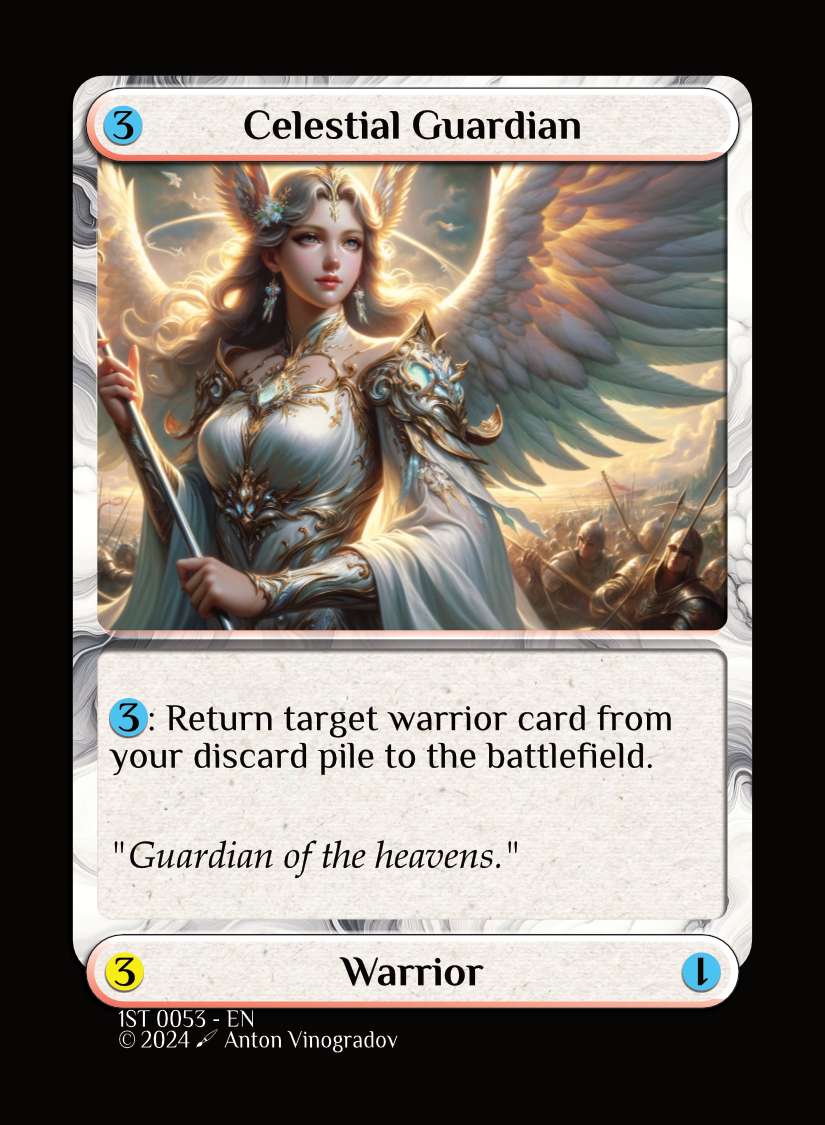 3 Celestial Guardian
3: Return target warrior card from
your discard pile to the battlefield.
"Guardian of the heavens."
3 Warrior 1
1ST 0053 - EN
© 2024 Anton Vinogradov